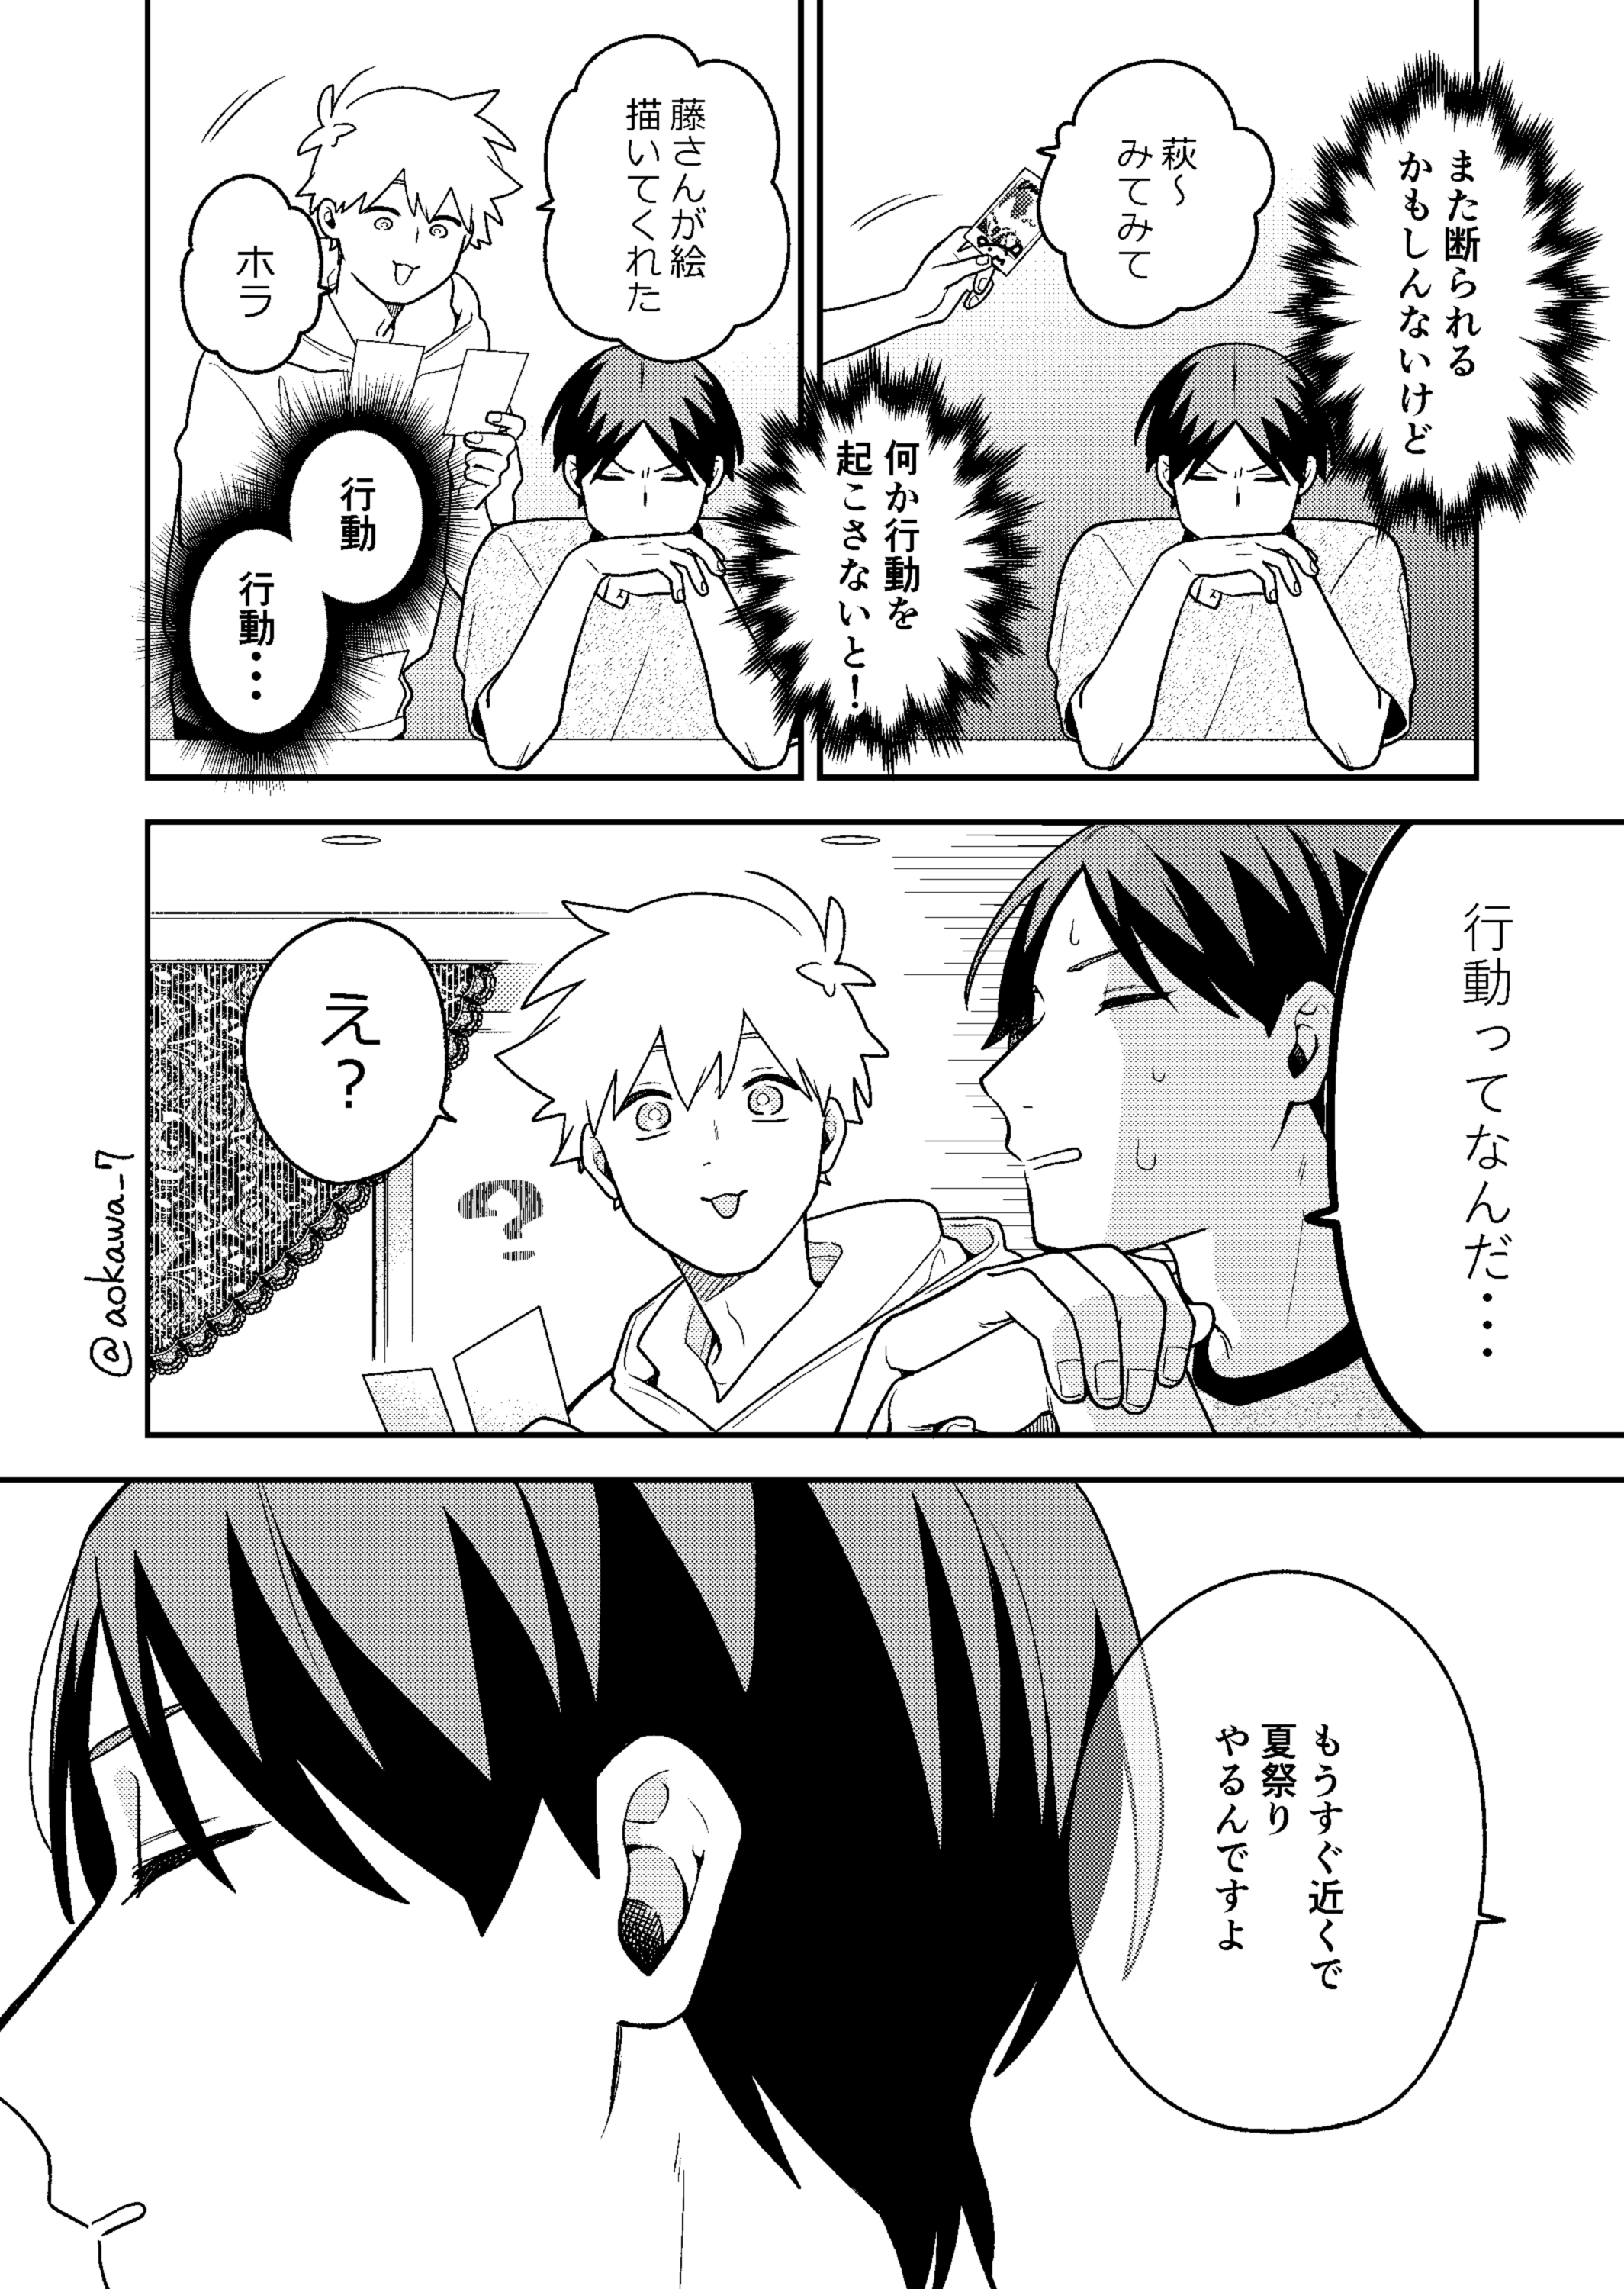 また断られる
かもしんないけど
萩〜
みてみて
何か行動を
起こさないと！
藤さんが絵
描いてくれた
ホラ
行動
行動…
行動ってなんだ…
え？
?
@aokawa_7
もうすぐ近くで
夏祭り
やるんですよ